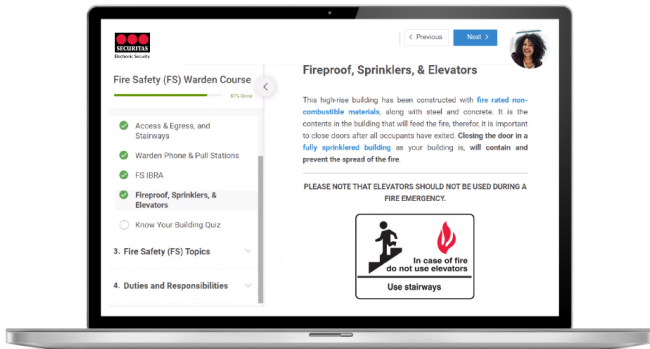 SECURITAS
Electronic Security
Previous
Next
Fire Safety (FS) Warden Course
67% Done
Access & Egress, and
Stairways
Warden Phone & Pull Stations
FS IBRA
Fireproof, Sprinklers, &
Elevators
Know Your Building Quiz
3. Fire Safety (FS) Topics
4. Duties and Responsibilities
Fireproof, Sprinklers, & Elevators
This high-rise building has been constructed with fire rated non-
combustible materials, along with steel and concrete. It is the
contents in the building that will feed the fire, therefor, it is important
to close doors after all occupants have exited. Closing the door in a
fully sprinklered building as your building is, will contain and
prevent the spread of the fire.
PLEASE NOTE THAT ELEVATORS SHOULD NOT BE USED DURING A
FIRE EMERGENCY.
In case of fire
do not use elevators
Use stairways